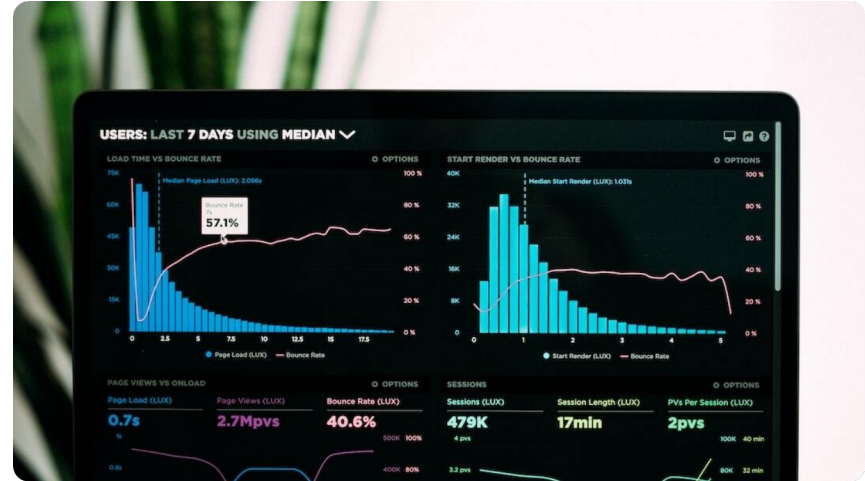 USERS: LAST 7 DAYS USING MEDIAN
LOAD TIME VS BOUNCE RATE
OPTIONS
75K
60K
45K
30K
15K
0
Median Page Load (LUX): 2.056s
Bounce Rate
7s
57.1%
100 %
80 %
60 %
40 %
20 %
0 %
0 2.5 5 7.5 10 12.5 15 17.5
Page Load (LUX) Bounce Rate
START RENDER VS BOUNCE RATE
OPTIONS
40K
32K
24K
16K
8K
0
Median Start Render (LUX): 1.031s
100 %
80 %
60 %
40 %
20 %
0 %
0 1 2 3 4 5
Start Render (LUX) Bounce Rate
PAGE VIEWS VS ONLOAD
OPTIONS
Page Load (LUX) Page Views (LUX) Bounce Rate (LUX)
0.7s 2.7Mpvs 40.6%
1s
0.8s
500K 100%
400K 80%
SESSIONS
OPTIONS
Sessions (LUX) Session Length (LUX) PVs Per Session (LUX)
479K 17min 2pvs
4 pvs
3.2 pvs
100K 40 min
80K 32 min